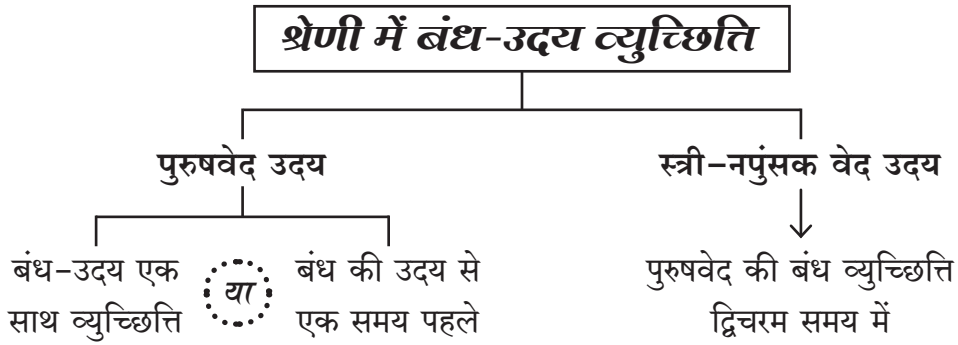 श्रेणी में बंध-उदय व्युच्छित्ति
पुरुषवेद उदय
स्त्री-नपुंसक वेद उदय
बंध-उदय एक
साथ व्युच्छित्ति
या
बंध की उदय से
एक समय पहले
पुरुषवेद की बंध व्युच्छित्ति
द्विचरम समय में